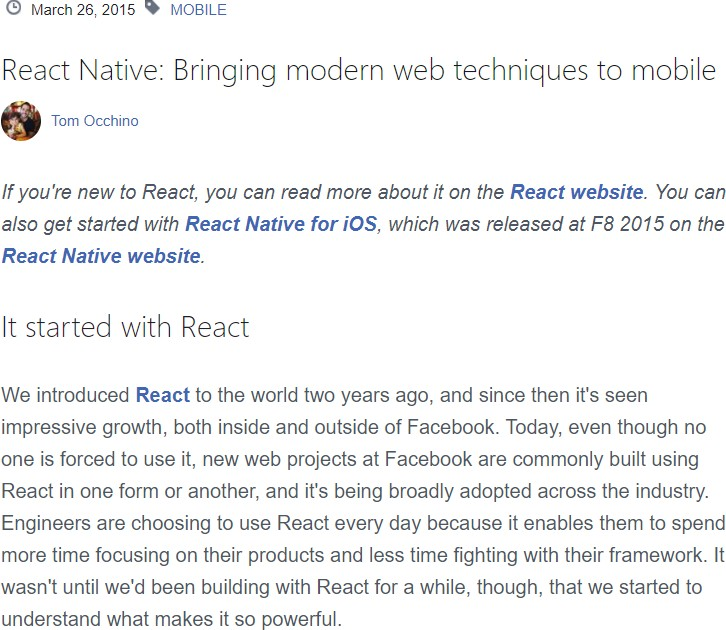 March 26, 2015 MOBILE
React Native: Bringing modern web techniques to mobile
Tom Occhino
If you're new to React, you can read more about it on the React website. You can
also get started with React Native for iOS, which was released at F8 2015 on the
React Native website.
It started with React
We introduced React to the world two years ago, and since then it's seen
impressive growth, both inside and outside of Facebook. Today, even though no
one is forced to use it, new web projects at Facebook are commonly built using
React in one form or another, and it's being broadly adopted across the industry.
Engineers are choosing to use React every day because it enables them to spend
more time focusing on their products and less time fighting with their framework. It
wasn't until we'd been building with React for a while, though, that we started to
understand what makes it so powerful.